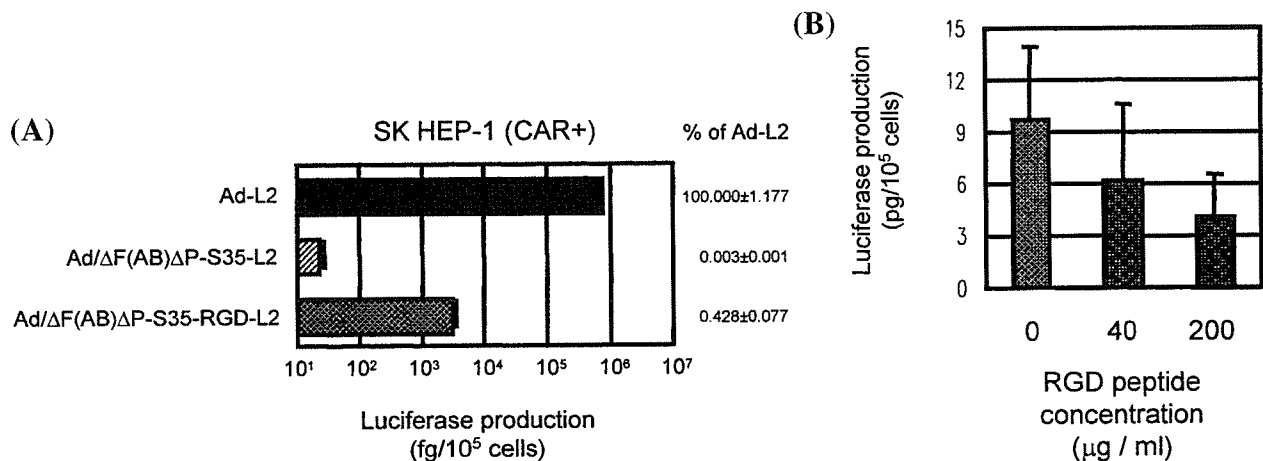 (A)
SK HEP-1 (CAR+)
% of Ad-L2
Ad-L2
100.000±1.177
Ad/ΔF(AB)ΔP-S35-L2
0.003±0.001
Ad/ΔF(AB)ΔP-S35-RGD-L2
0.428±0.077
10¹ 10² 10³ 10⁴ 10⁵ 10⁶ 10⁷
Luciferase production
(fg/10⁵ cells)
(B)
Luciferase production
(pg/10⁵ cells)
15
12
9
6
3
0
0 40 200
RGD peptide
concentration
(μg / ml)